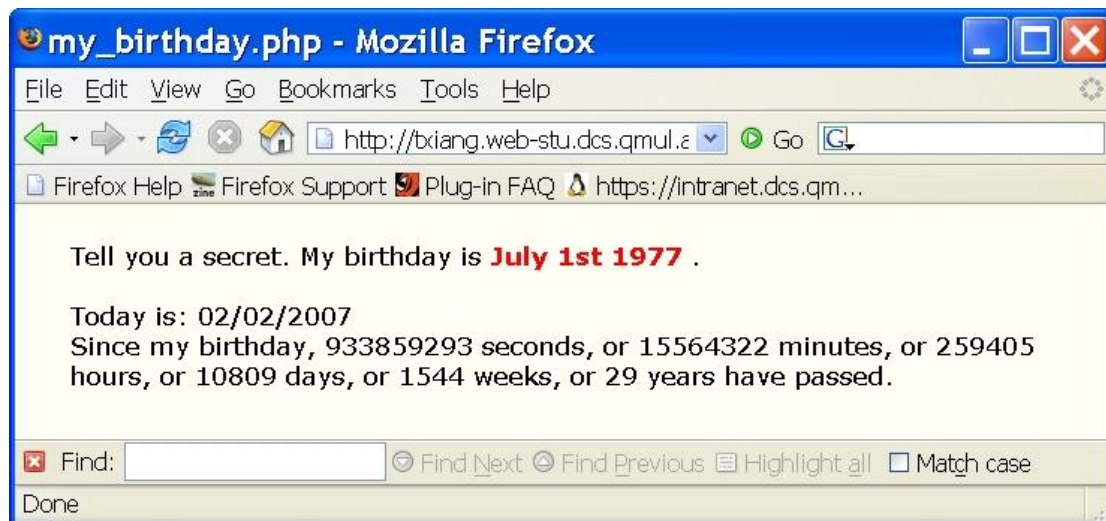 my_birthday.php - Mozilla Firefox
File Edit View Go Bookmarks Tools Help
http://txiang.web-stu.dcs.qmul.a Go G
Firefox Help Firefox Support Plug-in FAQ https://intranet.dcs.qm...
Tell you a secret. My birthday is July 1st 1977 .
Today is: 02/02/2007
Since my birthday, 933859293 seconds, or 15564322 minutes, or 259405
hours, or 10809 days, or 1544 weeks, or 29 years have passed.
Find: Find Next Find Previous Highlight all Match case
Done